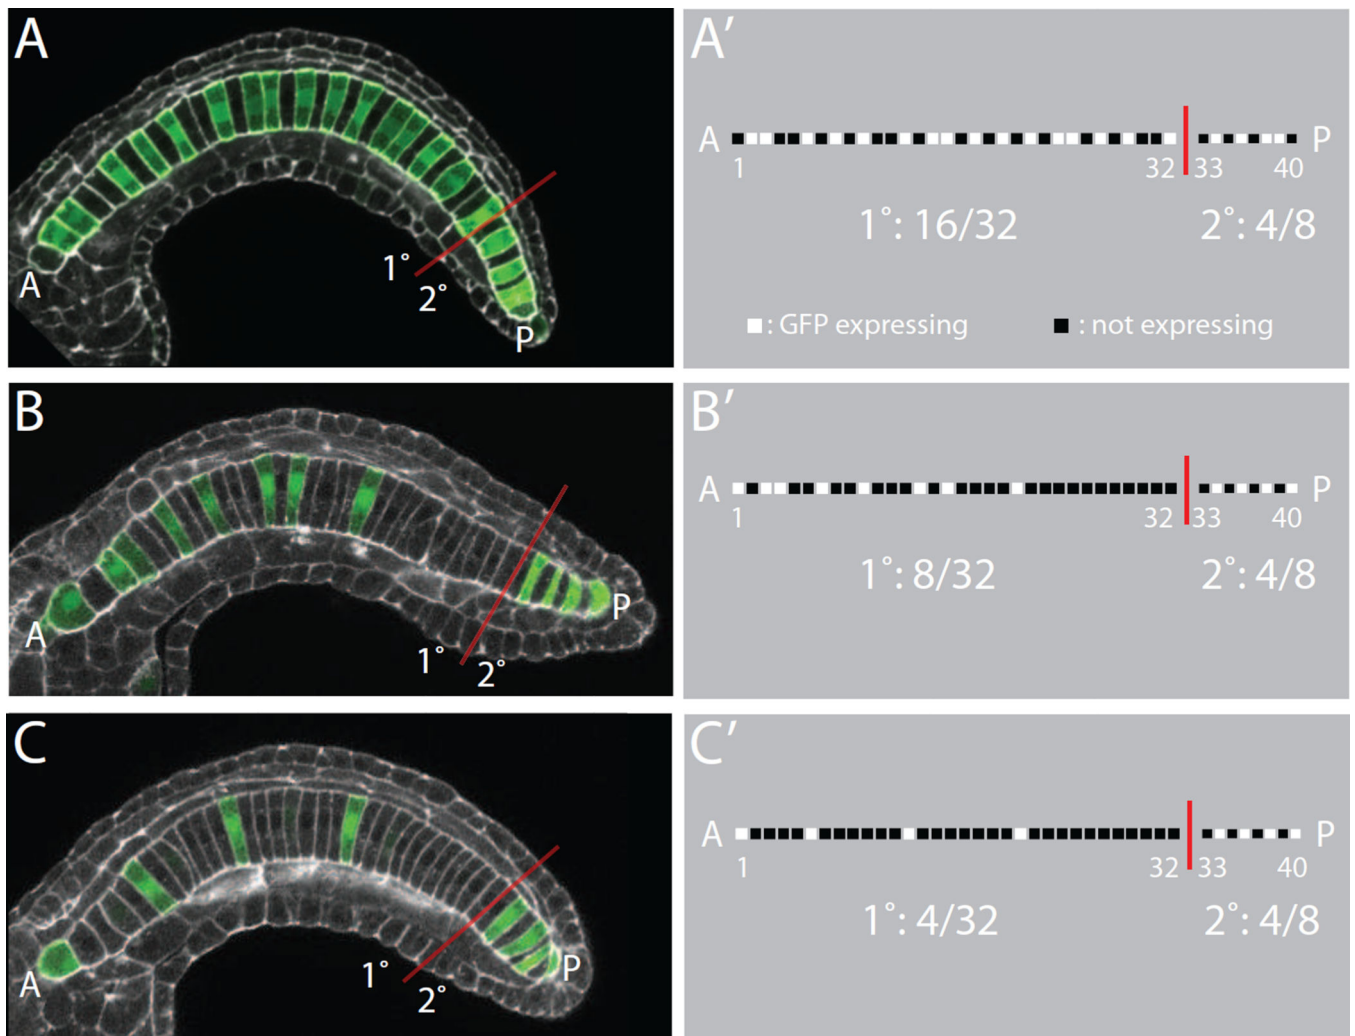 A
A
1°
2°
P
A′
A
P
1
32
33
40
1°: 16/32
2°: 4/8
: GFP expressing
: not expressing
B
A
1°
2°
P
B′
A
P
1
32
33
40
1°: 8/32
2°: 4/8
C
A
1°
2°
P
C′
A
P
1
32
33
40
1°: 4/32
2°: 4/8